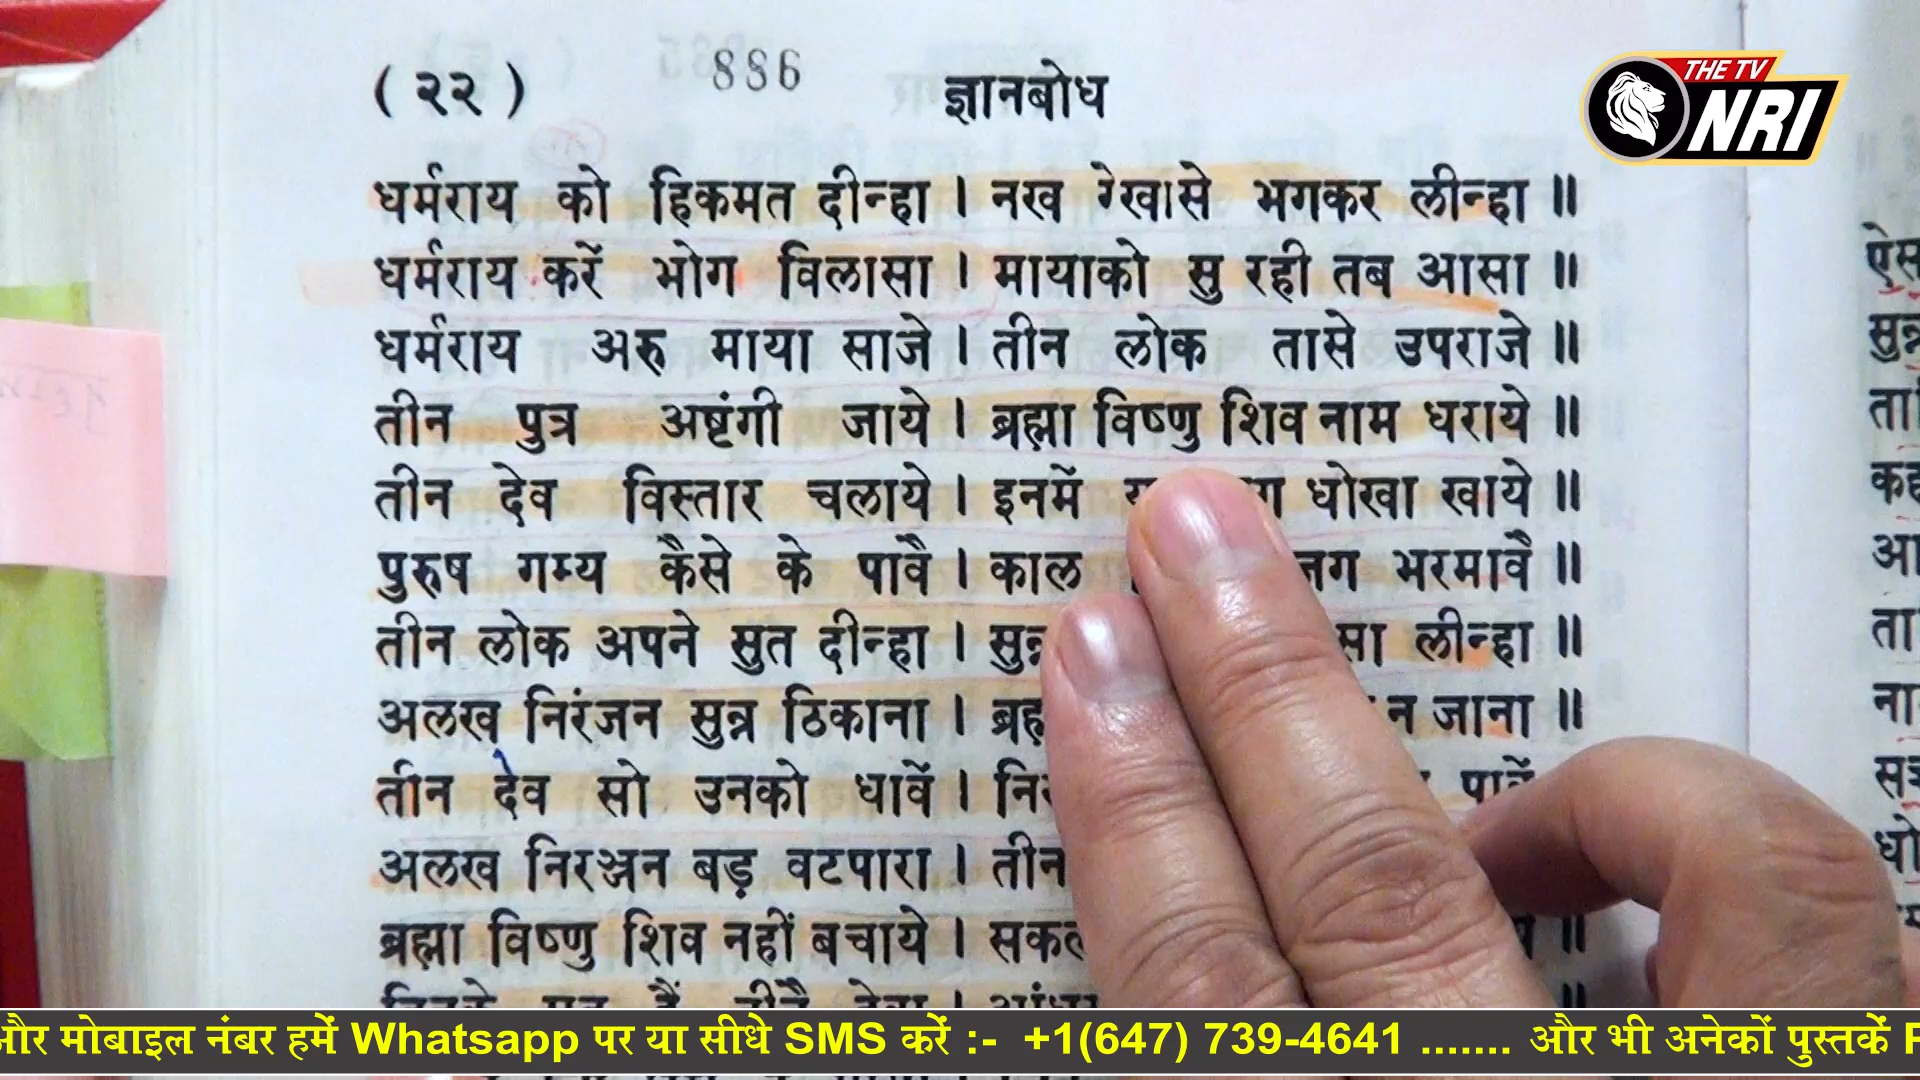 ( २२ ) 886 ज्ञानबोध
THE TV
NRI
धर्मराय को हिकमत दीन्हा । नख रेखासे भगकर लीन्हा ॥
धर्मराय करें भोग विलासा । मायाको सु रही तब आसा ॥
धर्मराय अरु माया साजे । तीन लोक तासे उपराजे ॥
तीन पुत्र अष्टंगी जाये । ब्रह्मा विष्णु शिव नाम धराये ॥
तीन देव विस्तार चलाये । इनमें धोखा खाये ॥
पुरुष गम्य कैसे के पावै । काल जग भरमावै ॥
तीन लोक अपने सुत दीन्हा । लीन्हा ॥
अलख निरंजन सुन्न ठिकाना । न जाना ॥
तीन देव सो उनको धावें ।
अलख निरञ्जन बड़ वटपारा । तीन
ब्रह्मा विष्णु शिव नहीं बचाये । ॥
और मोबाइल नंबर हमें Whatsapp पर या सीधे SMS करें :- +1(647) 739-4641 ....... और भी अनेकों पुस्तकें